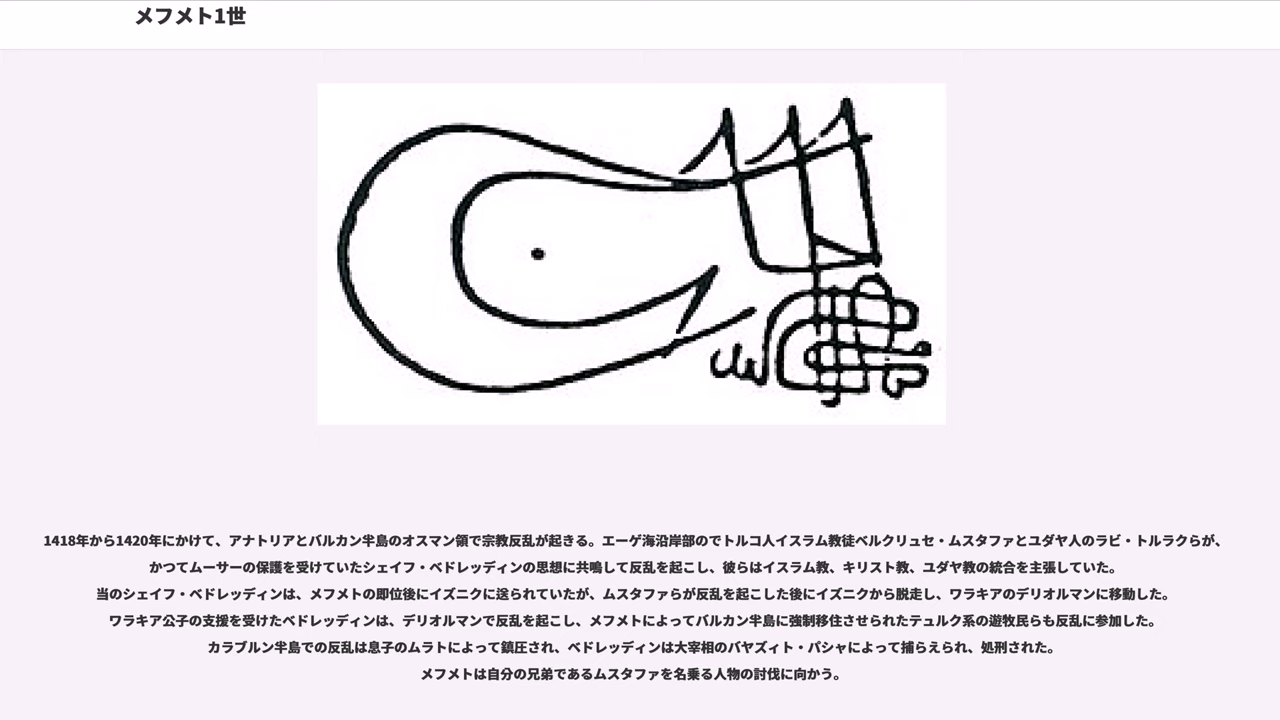 メフメト1世
1418年から1420年にかけて、アナトリアとバルカン半島のオスマン領で宗教反乱が起きる。エーゲ海沿岸部のでトルコ人イスラム教徒ベルクリュセ・ムスタファとユダヤ人のラビ・トルラクらが、
かつてムーサーの保護を受けていたシェイフ・ベドレッディンの思想に共鳴して反乱を起こし、彼らはイスラム教、キリスト教、ユダヤ教の統合を主張していた。
当のシェイフ・ベドレッディンは、メフメトの即位後にイズニクに送られていたが、ムスタファらが反乱を起こした後にイズニクから脱走し、ワラキアのデリオルマンに移動した。
ワラキア公子の支援を受けたベドレッディンは、デリオルマンで反乱を起こし、メフメトによってバルカン半島に強制移住させられたテュルク系の遊牧民らも反乱に参加した。
カラブルン半島での反乱は息子のムラトによって鎮圧され、ベドレッディンは大宰相のバヤズィト・パシャによって捕らえられ、処刑された。
メフメトは自分の兄弟であるムスタファを名乗る人物の討伐に向かう。